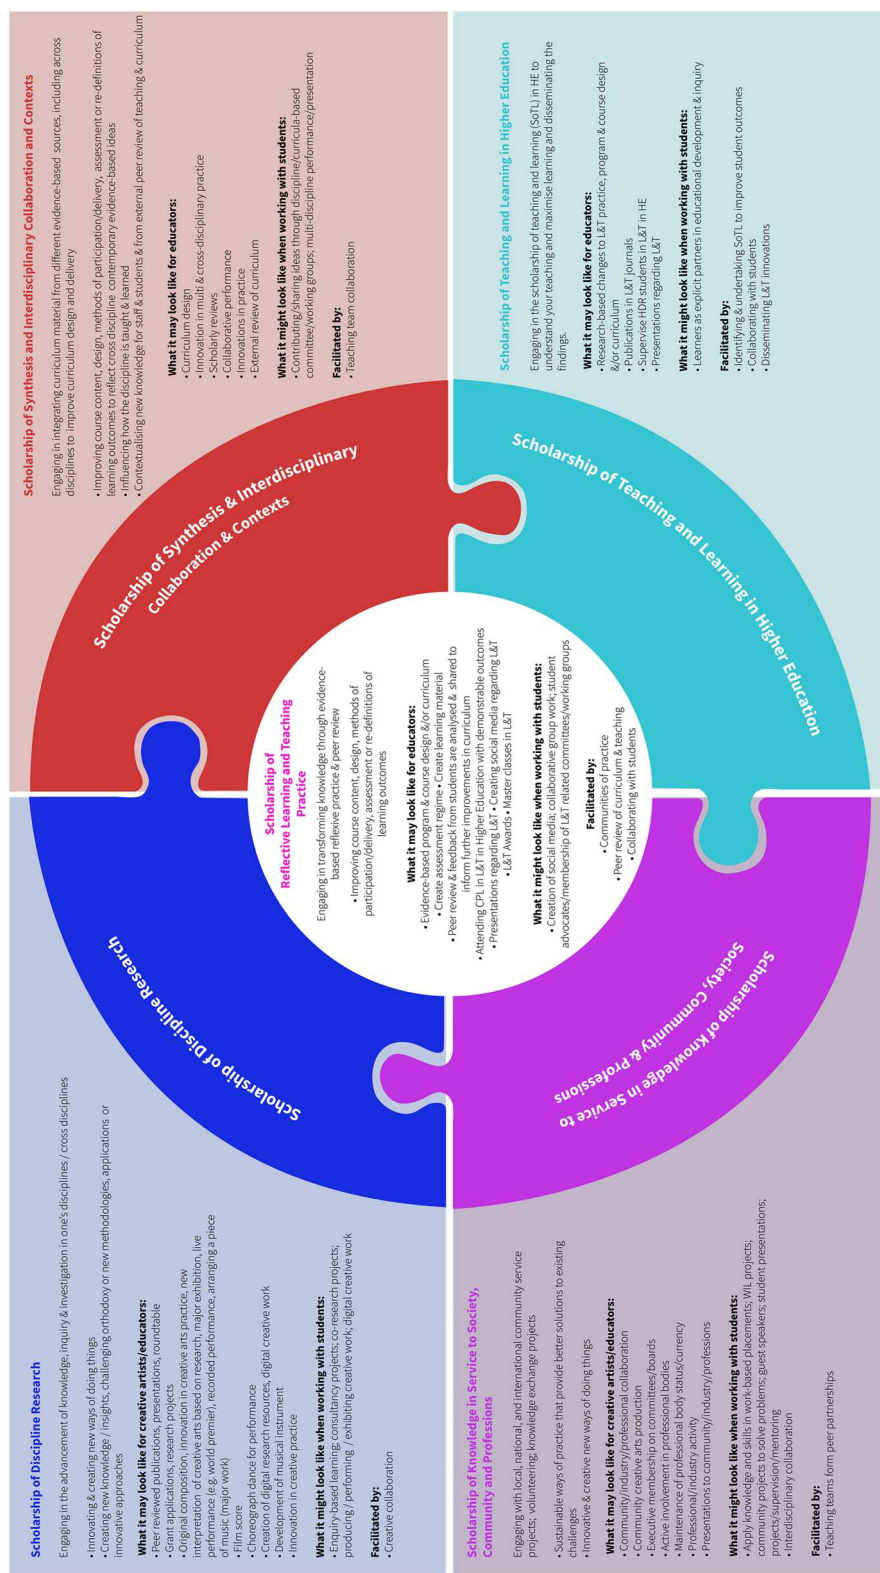 Scholarship of Discipline Research
Engaging in the advancement of knowledge, inquiry & investigation in one's disciplines / cross disciplines
• Innovating & creating new ways of doing things
• Creating new knowledge / insights, challenging orthodoxy or new methodologies, applications or
innovative approaches
What it may look like for creative artists/educators:
• Peer reviewed publications, presentations, roundtable
• Grant applications, research projects
• Original composition, innovation in creative arts practice, new
interpretation of creative arts based on research, major exhibition, live
performance (e.g. world premier), recorded performance, arranging a piece
of music (major work)
• Film score
• Choreograph dance for performance
• Creation of digital research resources, digital creative work
• Development of musical instrument
• Innovation in creative practice
What it might look like when working with students:
• Enquiry-based learning; consultancy projects; co-research projects;
producing / performing / exhibiting creative work; digital creative work
Facilitated by:
• Creative collaboration
Scholarship of Synthesis and Interdisciplinary Collaboration and Contexts
Engaging in integrating curriculum material from different evidence-based sources, including across
disciplines to improve curriculum design and delivery
• Improving course content, design, methods of participation/delivery, assessment or re-definitions of
learning outcomes to reflect cross discipline contemporary evidence-based ideas
• Influencing how the discipline is taught & learned
• Contextualising new knowledge for staff & students & from external peer review of teaching & curriculum
What it may look like for educators:
• Curriculum design
• Innovation in multi & cross-disciplinary practice
• Scholarly reviews
• Collaborative performance
• Innovations in practice
• External review of curriculum
What it might look like when working with students:
• Contributing/sharing ideas through discipline/curricula-based
committee/working groups; multi-discipline performance/presentation
Facilitated by:
• Teaching team collaboration
Scholarship of Discipline Research
Scholarship of Synthesis & Interdisciplinary
Collaboration & Contexts
Scholarship of
Reflective Learning and Teaching
Practice
Engaging in transforming knowledge through evidence-
based reflexive practice & peer review
• Improving course content, design, methods of
participation/delivery, assessment or re-definitions of
learning outcomes
What it may look like for educators:
• Evidence-based program & course design &/or curriculum
• Create assessment regime • Create learning material
• Peer review & feedback from students are analysed & shared to
inform further improvements in curriculum
• Attending CPL in L&T in Higher Education with demonstrable outcomes
• Presentations regarding L&T • Creating social media regarding L&T
• L&T Awards • Master classes in L&T
What it might look like when working with students:
• Creation of social media; collaborative group work; student
advocates/membership of L&T related committees/working groups
Facilitated by:
• Communities of practice
• Peer review of curriculum & teaching
• Collaborating with students
Scholarship of Knowledge in Service to
Society, Community & Professions
Scholarship of Teaching and Learning in Higher Education
Scholarship of Knowledge in Service to Society,
Community and Professions
Engaging with local, national, and international community service
projects; volunteering; knowledge exchange projects
• Sustainable ways of practice that provide better solutions to existing
challenges
• Innovative & creative new ways of doing things
What it may look like for creative artists/educators:
• Community/industry/professional collaboration
• Community creative arts production
• Executive membership on committees/boards
• Active involvement in professional bodies
• Maintenance of professional body status/currency
• Professional/industry activity
• Presentations to community/industry/professions
What it might look like when working with students:
• Apply knowledge and skills in work-based placements; WIL projects;
community projects to solve problems; guest speakers; student presentations;
projects/supervision/mentoring
• Interdisciplinary collaboration
Facilitated by:
• Teaching teams form peer partnerships
Scholarship of Teaching and Learning in Higher Education
Engaging in the scholarship of teaching and learning (SoTL) in HE to
understand your teaching and maximise learning and disseminating the
findings.
What it may look like for educators:
• Research-based changes to L&T practice, program & course design
&/or curriculum
• Publications in L&T journals
• Supervise HDR students in L&T in HE
• Presentations regarding L&T
What it might look like when working with students:
• Learners as explicit partners in educational development & inquiry
Facilitated by:
• Identifying & undertaking SoTL to improve student outcomes
• Collaborating with students
• Disseminating L&T innovations